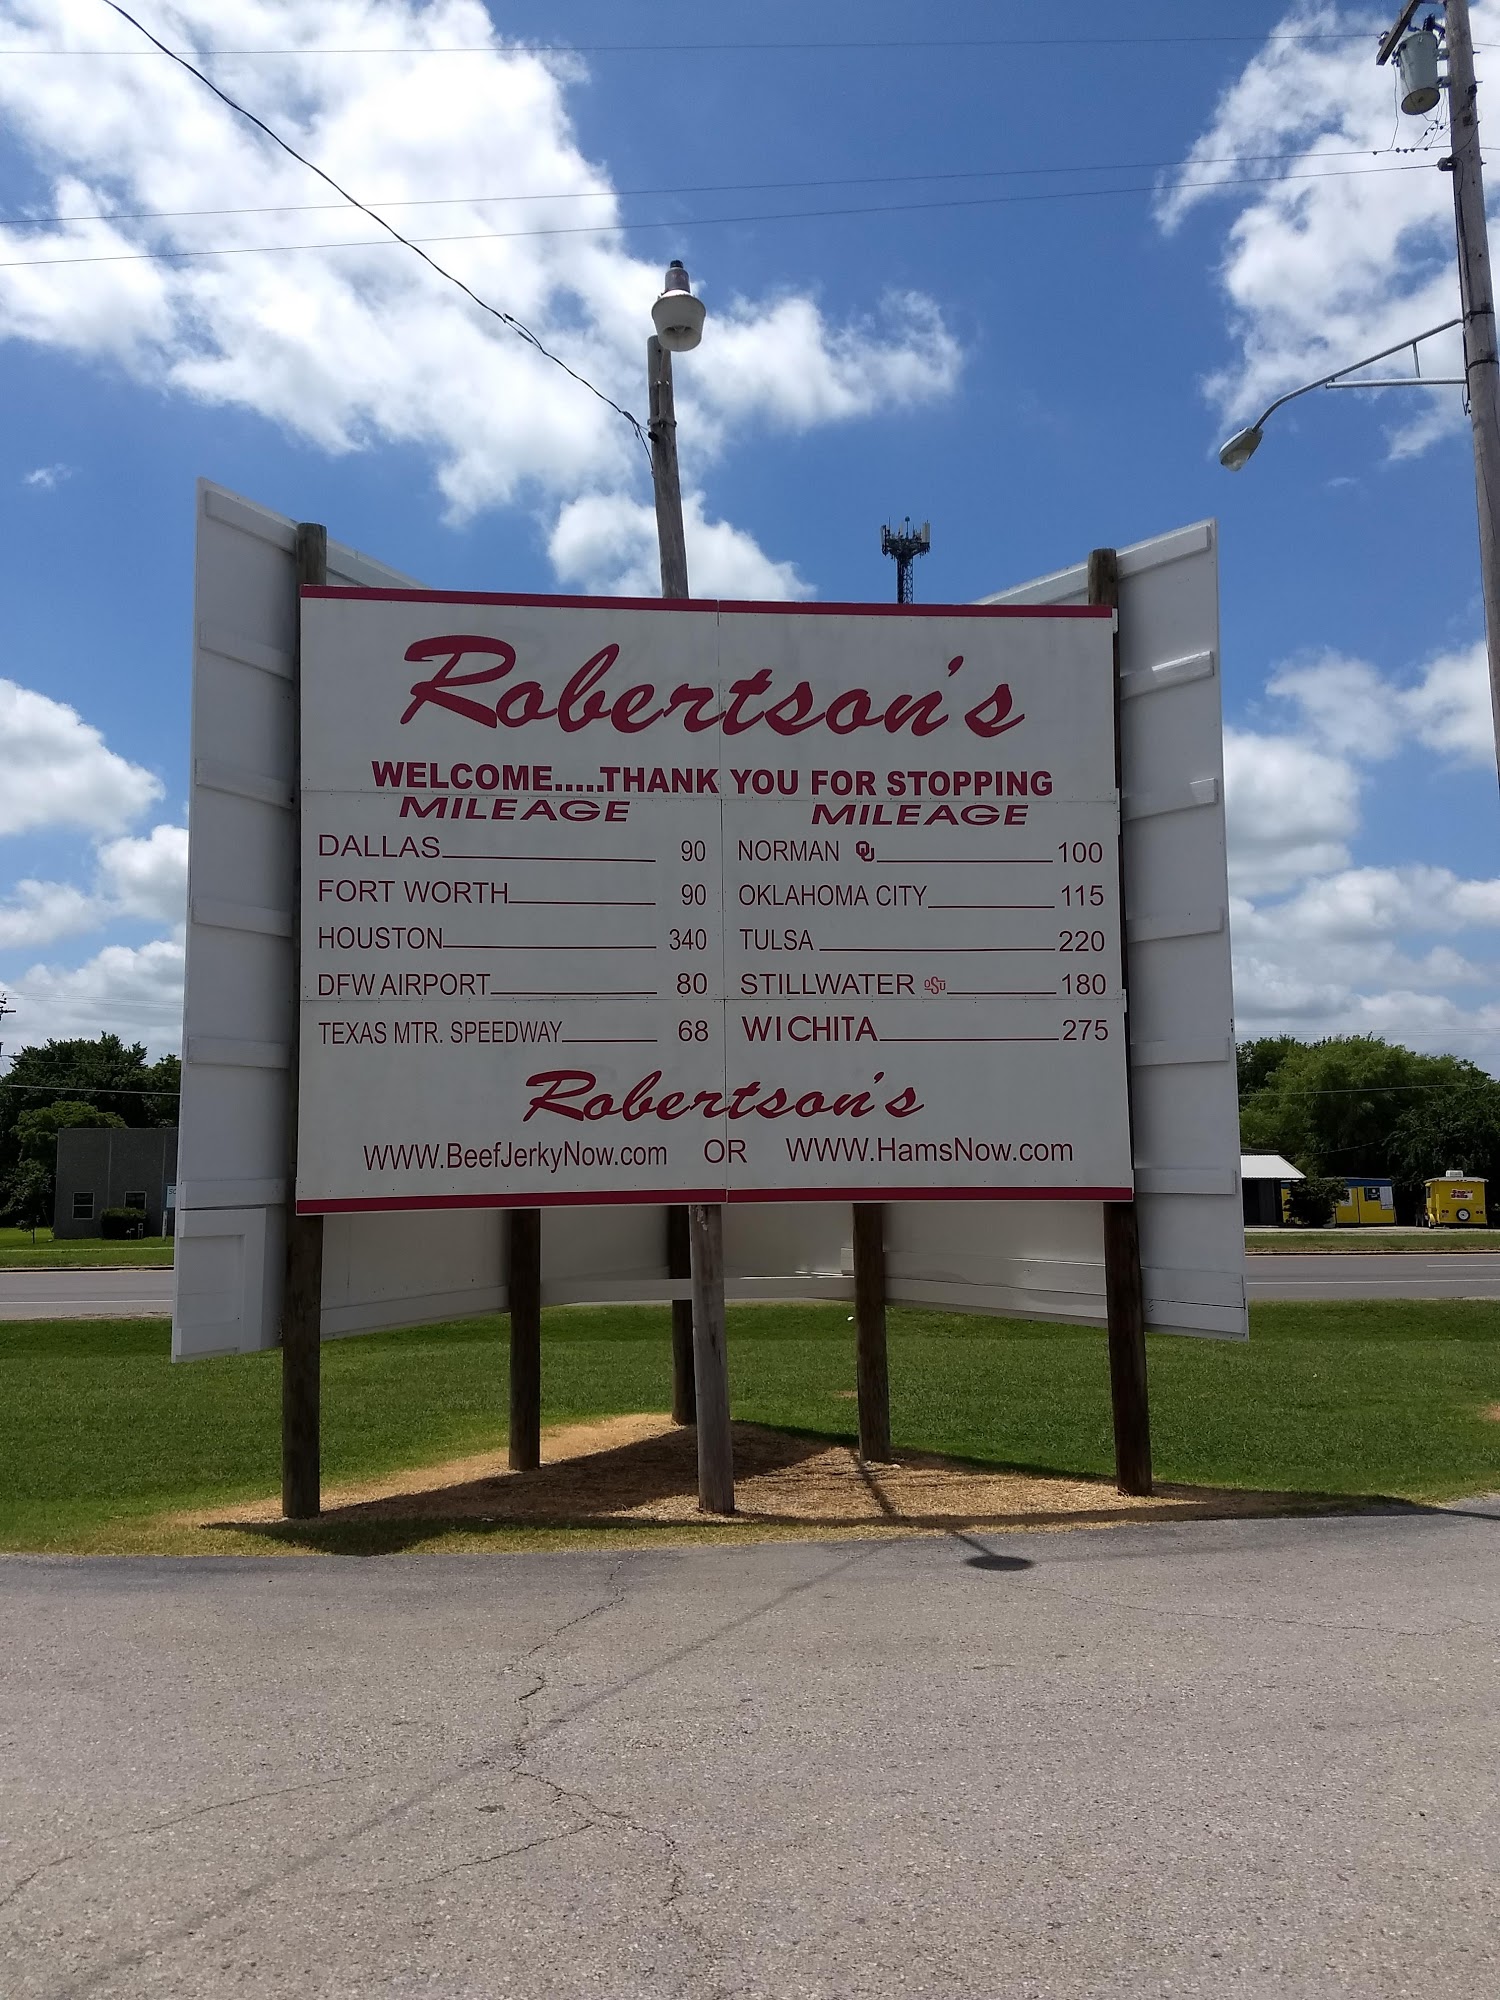 Robertson's
WELCOME.....THANK YOU FOR STOPPING
MILEAGE
DALLAS 90
FORT WORTH 90
HOUSTON 340
DFW AIRPORT 80
TEXAS MTR. SPEEDWAY 68
MILEAGE
NORMAN OU 100
OKLAHOMA CITY 115
TULSA 220
STILLWATER OSU 180
WICHITA 275
Robertson's
WWW.BeefJerkyNow.com OR WWW.HamsNow.com